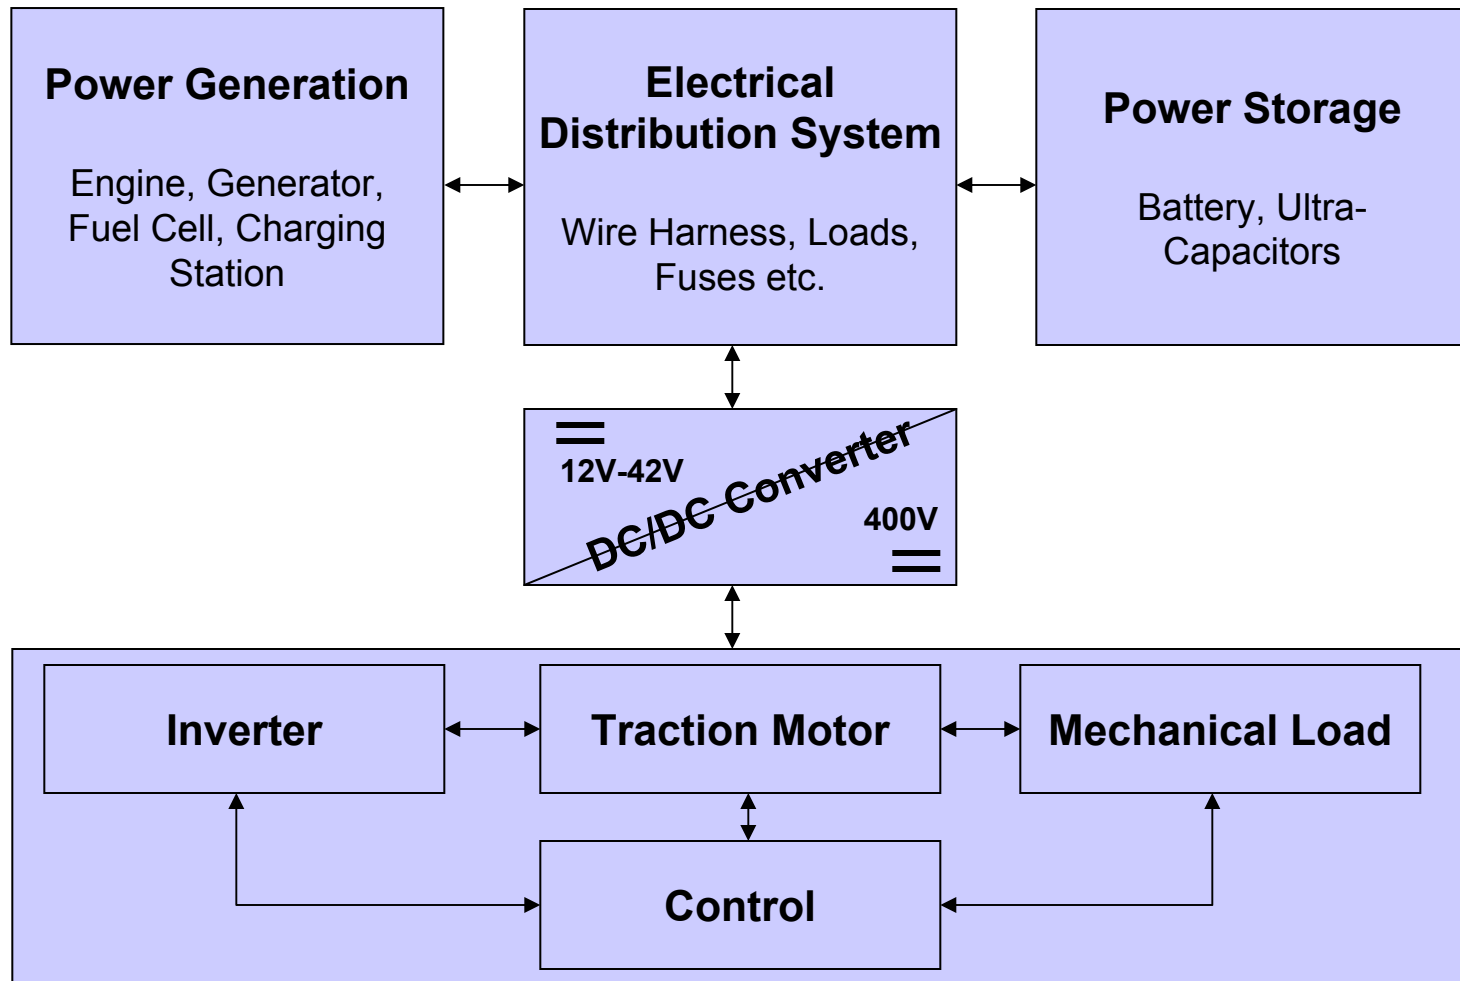 Power Generation
Engine, Generator,
Fuel Cell, Charging
Station
Electrical
Distribution System
Wire Harness, Loads,
Fuses etc.
Power Storage
Battery, Ultra-
Capacitors
12V-42V
DC/DC Converter
400V
Inverter
Traction Motor
Mechanical Load
Control